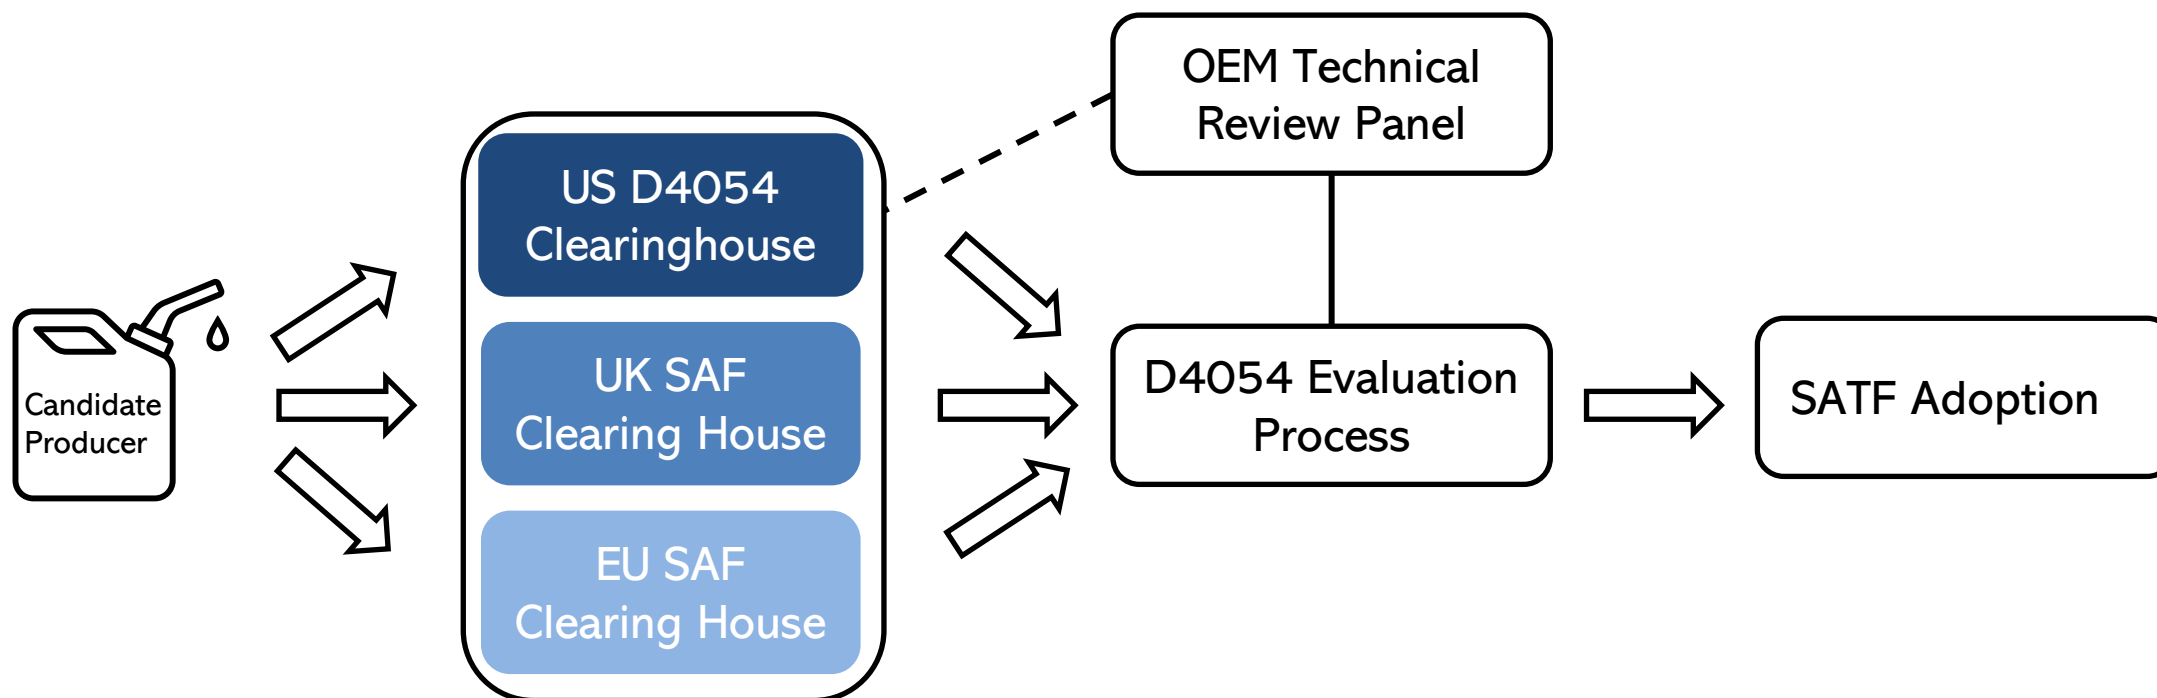 Candidate
Producer
US D4054
Clearinghouse
UK SAF
Clearing House
EU SAF
Clearing House
OEM Technical
Review Panel
D4054 Evaluation
Process
SATF Adoption